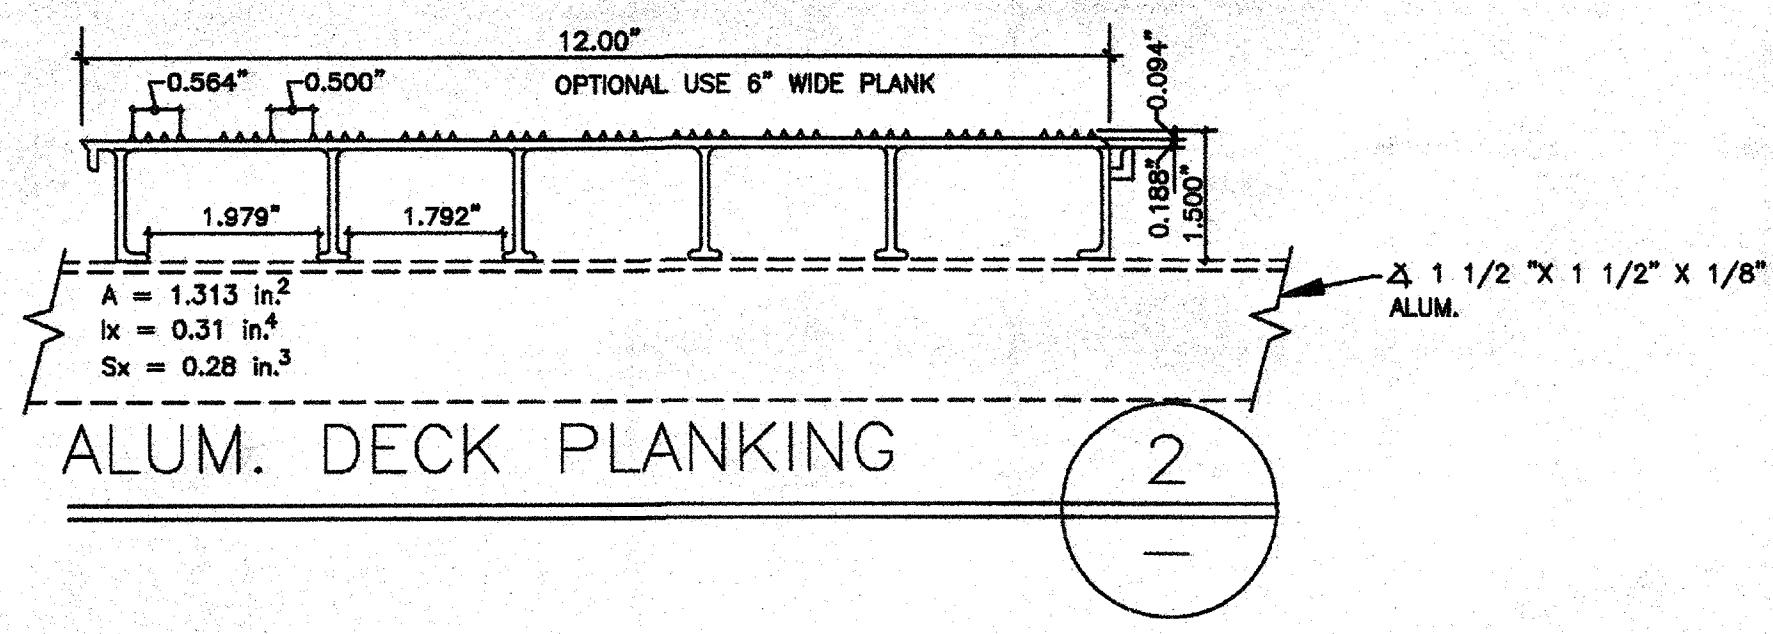 12.00"
0.564" 0.500" OPTIONAL USE 6" WIDE PLANK
0.094"
0.188"
1.500"
1.979" 1.792"
A = 1.313 in.²
Ix = 0.31 in.⁴
Sx = 0.28 in.³
∡ 1 1/2 "X 1 1/2" X 1/8"
ALUM.
ALUM. DECK PLANKING
2
—